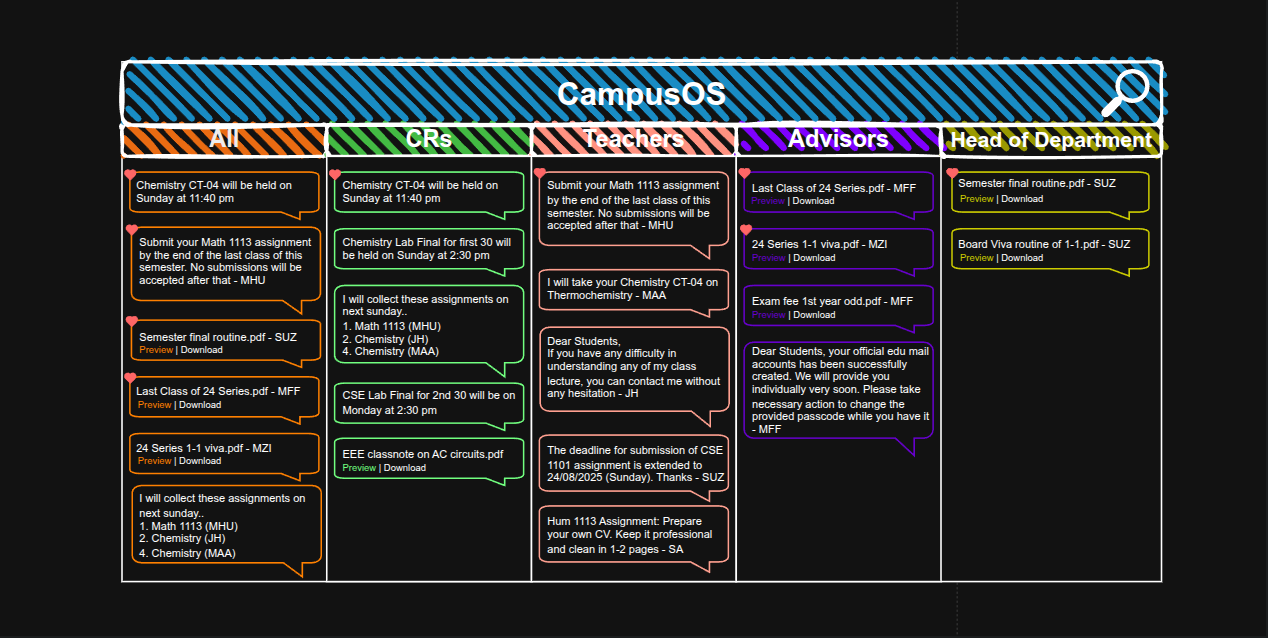 CampusOS
All
CRs
Teachers
Advisors
Head of Department
Chemistry CT-04 will be held on
Sunday at 11:40 pm
Submit your Math 1113 assignment
by the end of the last class of this
semester. No submissions will be
accepted after that - MHU
Semester final routine.pdf - SUZ
Preview | Download
Last Class of 24 Series.pdf - MFF
Preview | Download
24 Series 1-1 viva.pdf - MZI
Preview | Download
I will collect these assignments on
next sunday..
1. Math 1113 (MHU)
2. Chemistry (JH)
4. Chemistry (MAA)
Chemistry CT-04 will be held on
Sunday at 11:40 pm
Chemistry Lab Final for first 30 will
be held on Sunday at 2:30 pm
I will collect these assignments on
next sunday..
1. Math 1113 (MHU)
2. Chemistry (JH)
4. Chemistry (MAA)
CSE Lab Final for 2nd 30 will be on
Monday at 2:30 pm
EEE classnote on AC circuits.pdf
Preview | Download
Submit your Math 1113 assignment
by the end of the last class of this
semester. No submissions will be
accepted after that - MHU
I will take your Chemistry CT-04 on
Thermochemistry - MAA
Dear Students,
If you have any difficulty in
understanding any of my class
lecture, you can contact me without
any hesitation - JH
The deadline for submission of CSE
1101 assignment is extended to
24/08/2025 (Sunday). Thanks - SUZ
Hum 1113 Assignment: Prepare
your own CV. Keep it professional
and clean in 1-2 pages - SA
Last Class of 24 Series.pdf - MFF
Preview | Download
24 Series 1-1 viva.pdf - MZI
Preview | Download
Exam fee 1st year odd.pdf - MFF
Preview | Download
Dear Students, your official edu mail
accounts has been successfully
created. We will provide you
individually very soon. Please take
necessary action to change the
provided passcode while you have it
- MFF
Semester final routine.pdf - SUZ
Preview | Download
Board Viva routine of 1-1.pdf - SUZ
Preview | Download